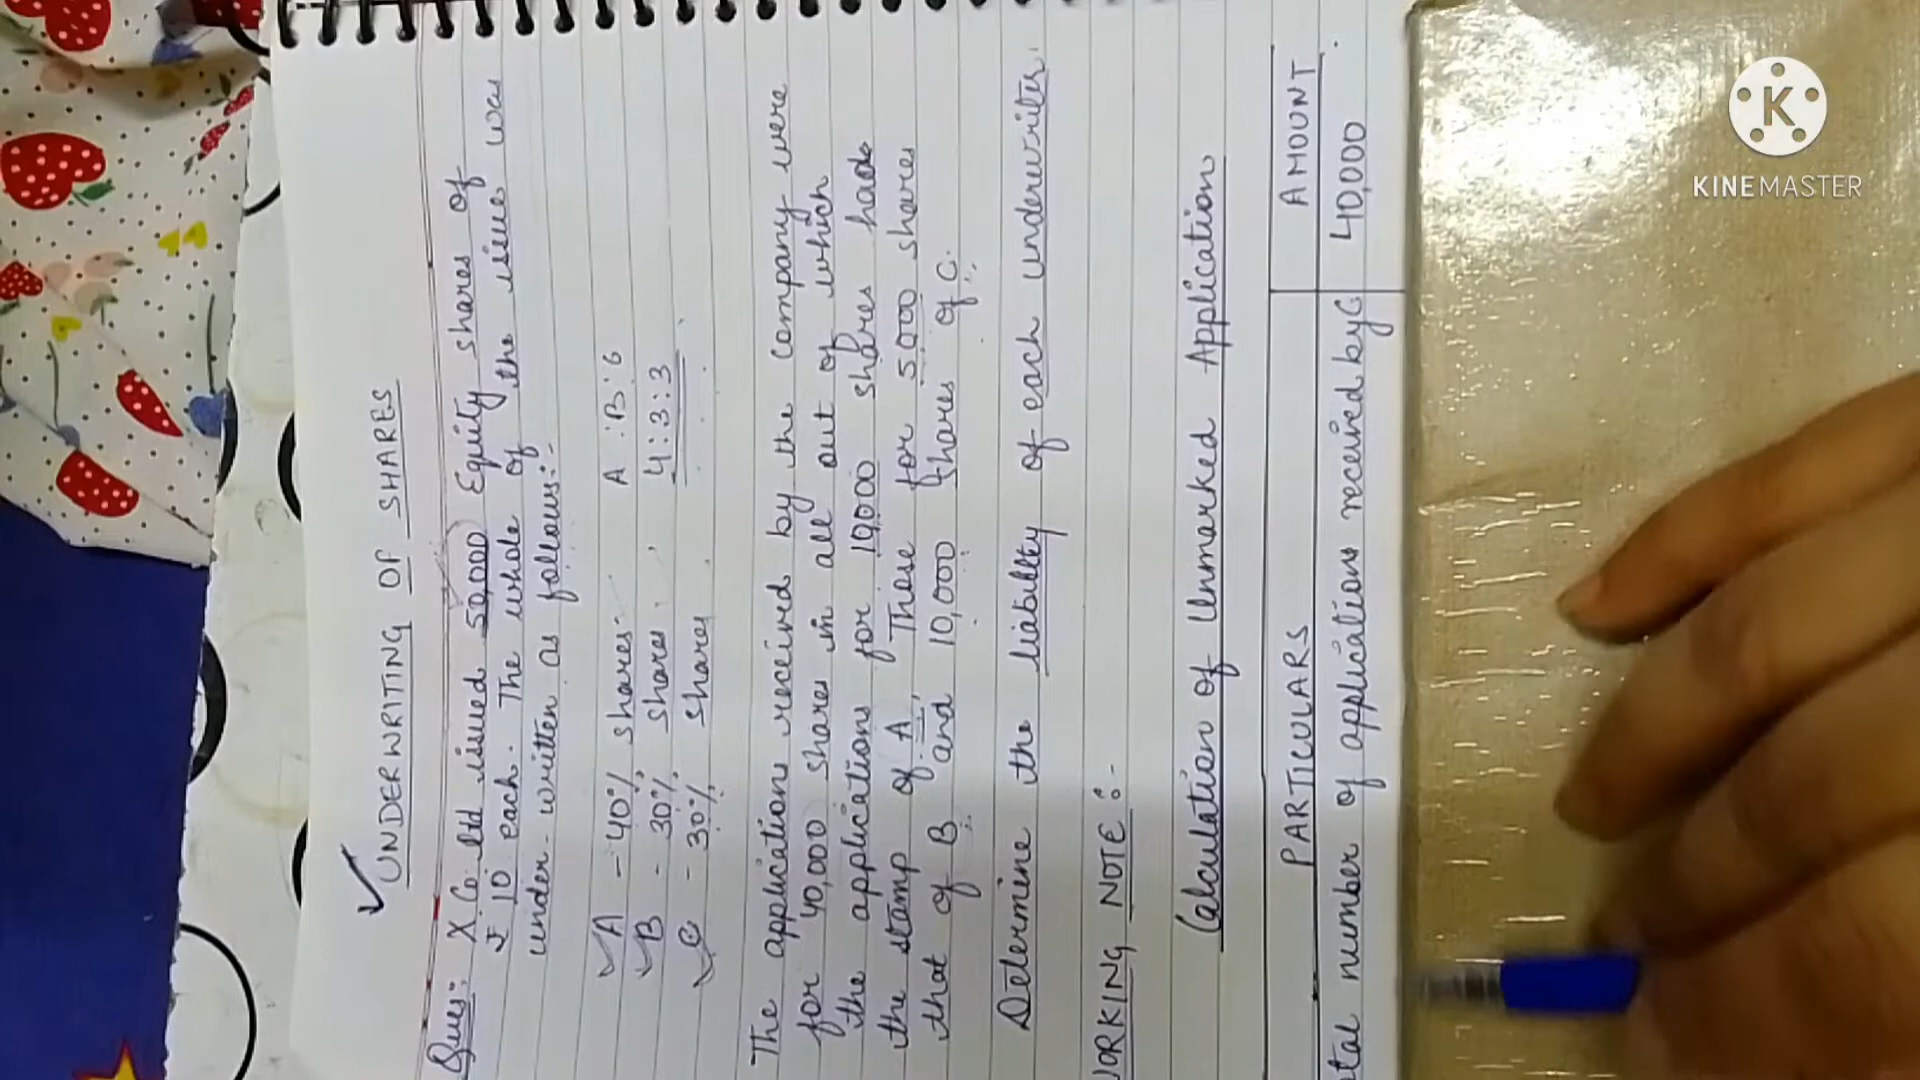 UNDERWRITING OF SHARES
Ques:- X Co. ltd issued 50,000 Equity shares of
₹ 10 each. The whole of the issue was
under-written as follows:-
A - 40% shares A : B : C
B - 30% shares 4 : 3 : 3
C - 30% shares
The applications received by the company were
for 40,000 shares in all out of which
the applications for 10,000 shares had
the stamp of A, Those for 5,000 shares
that of B and 10,000 shares of C.
Determine the liability of each underwriter.
WORKING NOTE :-
Calculation of Unmarked Application
PARTICULARS AMOUNT
otal number of applications received by C 40,000
KINEMASTER